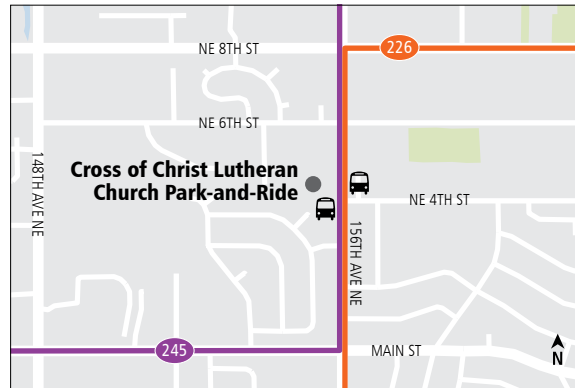 NE 8TH ST
226
NE 6TH ST
148TH AVE NE
Cross of Christ Lutheran
Church Park-and-Ride
NE 4TH ST
156TH AVE NE
245
MAIN ST
N